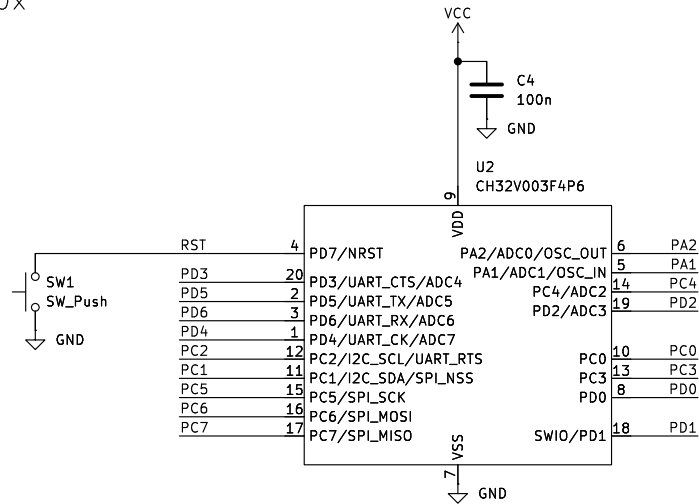 VCC
C4
100n
GND
U2
CH32V003F4P6
9
VDD
RST 4 PD7/NRST PA2/ADC0/OSC_OUT 6 PA2
PA1/ADC1/OSC_IN 5 PA1
SW1
SW_Push
GND
PD3 20 PD3/UART_CTS/ADC4 PC4/ADC2 14 PC4
PD5 2 PD5/UART_TX/ADC5 PD2/ADC3 19 PD2
PD6 3 PD6/UART_RX/ADC6
PD4 1 PD4/UART_CK/ADC7
PC2 12 PC2/I2C_SCL/UART_RTS PC0 10 PC0
PC1 11 PC1/I2C_SDA/SPI_NSS PC3 13 PC3
PC5 15 PC5/SPI_SCK PD0 8 PD0
PC6 16 PC6/SPI_MOSI
PC7 17 PC7/SPI_MISO SWIO/PD1 18 PD1
VSS
7
GND